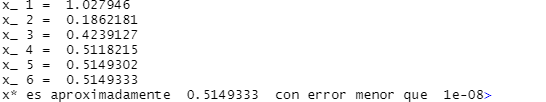 x_ 1 =  1.027946
x_ 2 =  0.1862181
x_ 3 =  0.4239127
x_ 4 =  0.5118215
x_ 5 =  0.5149302
x_ 6 =  0.5149333
x* es aproximadamente  0.5149333  con error menor que  1e-08>